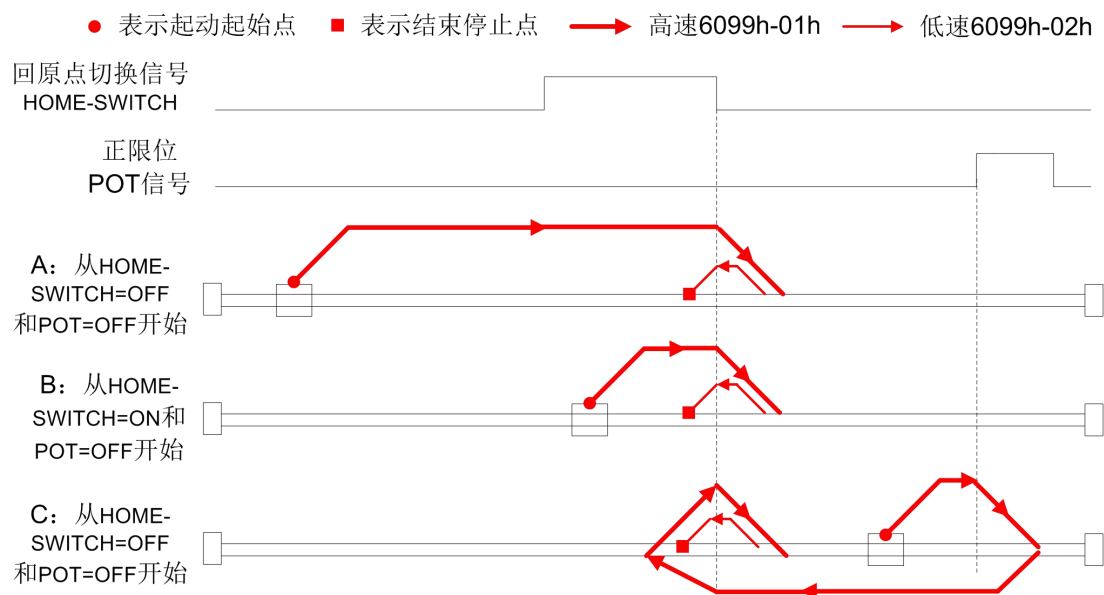 表示起动起始点 表示结束停止点 高速6099h-01h 低速6099h-02h
回原点切换信号
HOME-SWITCH
正限位
POT信号
A：从HOME-
SWITCH=OFF
和POT=OFF开始
B：从HOME-
SWITCH=ON和
POT=OFF开始
C：从HOME-
SWITCH=OFF
和POT=OFF开始